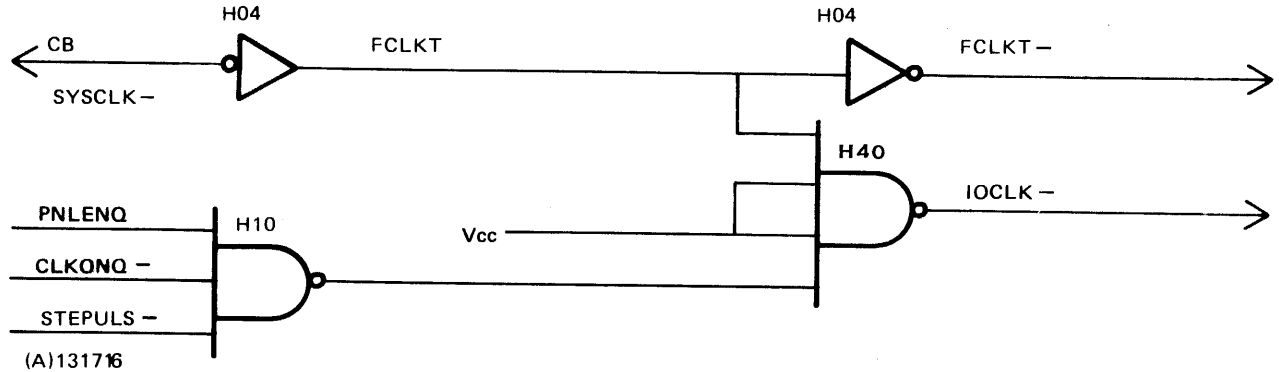 H04
H04
CB
FCLKT
FCLKT-
SYSCLK-
H40
PNLENQ
H10
IOCLK-
Vcc
CLKONQ-
STEPULS-
(A)131716